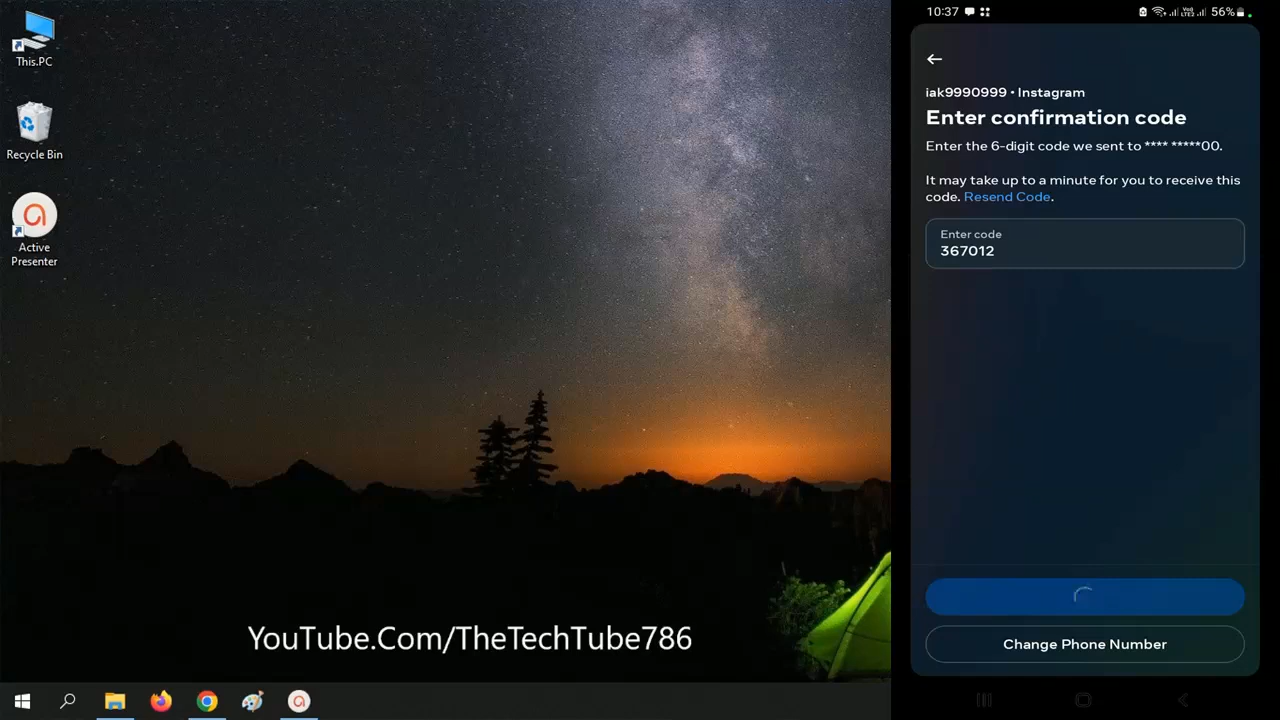 This.PC
Recycle Bin
Active
Presenter
YouTube.Com/TheTechTube786
10:37
56%
iak9990999 • Instagram
Enter confirmation code
Enter the 6-digit code we sent to **** *****00.
It may take up to a minute for you to receive this
code. Resend Code.
Enter code
367012
Change Phone Number